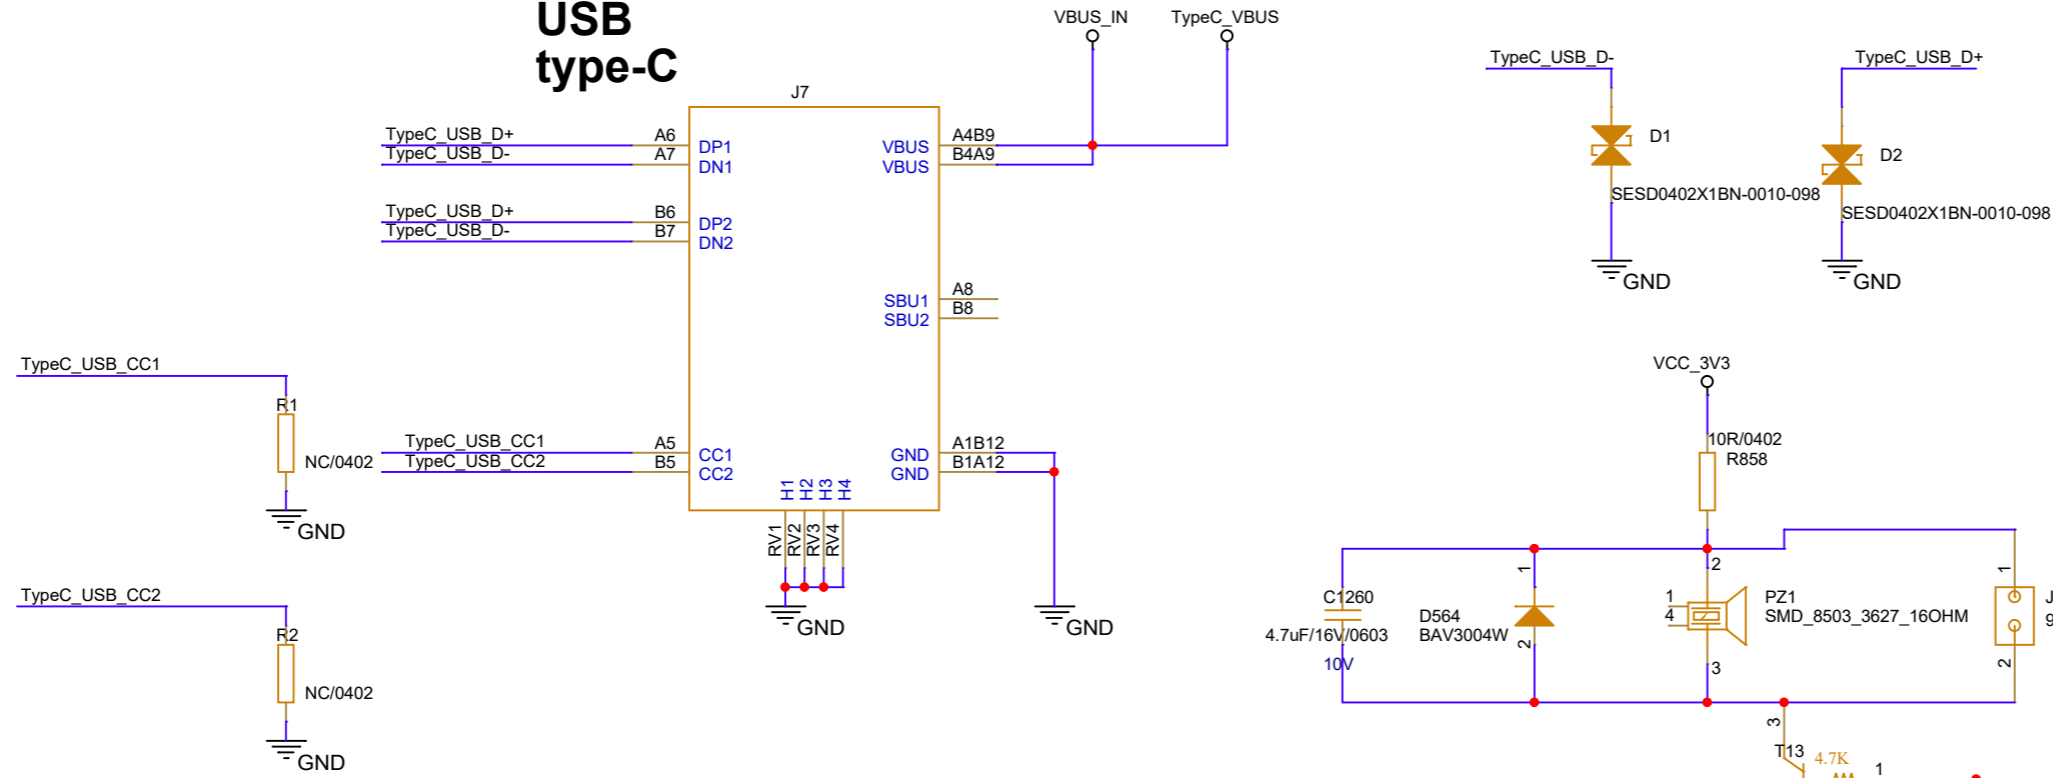 USB
type-C
VBUS_IN
TypeC_VBUS
J7
TypeC_USB_D+
A6
DP1
TypeC_USB_D-
A7
DN1
TypeC_USB_D+
B6
DP2
TypeC_USB_D-
B7
DN2
VBUS
A4B9
VBUS
B4A9
SBU1
A8
SBU2
B8
TypeC_USB_CC1
A5
CC1
TypeC_USB_CC2
B5
CC2
GND
A1B12
GND
B1A12
H1
H2
H3
H4
RV1
RV2
RV3
RV4
GND
GND
TypeC_USB_CC1
R1
NC/0402
GND
TypeC_USB_CC2
R2
NC/0402
GND
TypeC_USB_D-
D1
SESD0402X1BN-0010-098
GND
TypeC_USB_D+
D2
SESD0402X1BN-0010-098
GND
VCC_3V3
10R/0402
R858
C1260
4.7uF/16V/0603
10V
1
D564
BAV3004W
2
2
1
4
PZ1
SMD_8503_3627_16OHM
3
1
J
9
2
3
T13
4.7K
1